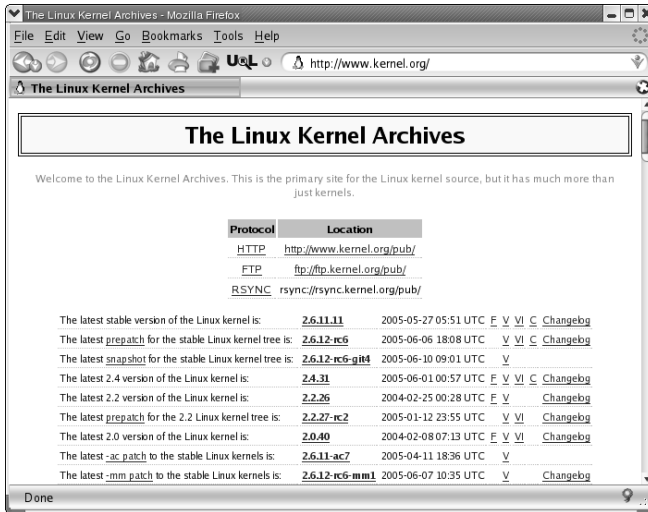 The Linux Kernel Archives - Mozilla Firefox
File Edit View Go Bookmarks Tools Help
http://www.kernel.org/
The Linux Kernel Archives
The Linux Kernel Archives
Welcome to the Linux Kernel Archives. This is the primary site for the Linux kernel source, but it has much more than
just kernels.
Protocol Location
HTTP http://www.kernel.org/pub/
FTP ftp://ftp.kernel.org/pub/
RSYNC rsync://rsync.kernel.org/pub/
The latest stable version of the Linux kernel is: 2.6.11.11 2005-05-27 05:51 UTC F V VI C Changelog
The latest prepatch for the stable Linux kernel tree is: 2.6.12-rc6 2005-06-06 18:08 UTC V VI C Changelog
The latest snapshot for the stable Linux kernel tree is: 2.6.12-rc6-git4 2005-06-10 09:01 UTC V
The latest 2.4 version of the Linux kernel is: 2.4.31 2005-06-01 00:57 UTC F V VI C Changelog
The latest 2.2 version of the Linux kernel is: 2.2.26 2004-02-25 00:28 UTC F V Changelog
The latest prepatch for the 2.2 Linux kernel tree is: 2.2.27-rc2 2005-01-12 23:55 UTC V VI Changelog
The latest 2.0 version of the Linux kernel is: 2.0.40 2004-02-08 07:13 UTC F V VI Changelog
The latest -ac patch to the stable Linux kernels is: 2.6.11-ac7 2005-04-11 18:36 UTC V
The latest -mm patch to the stable Linux kernels is: 2.6.12-rc6-mm1 2005-06-07 10:35 UTC V Changelog
Done